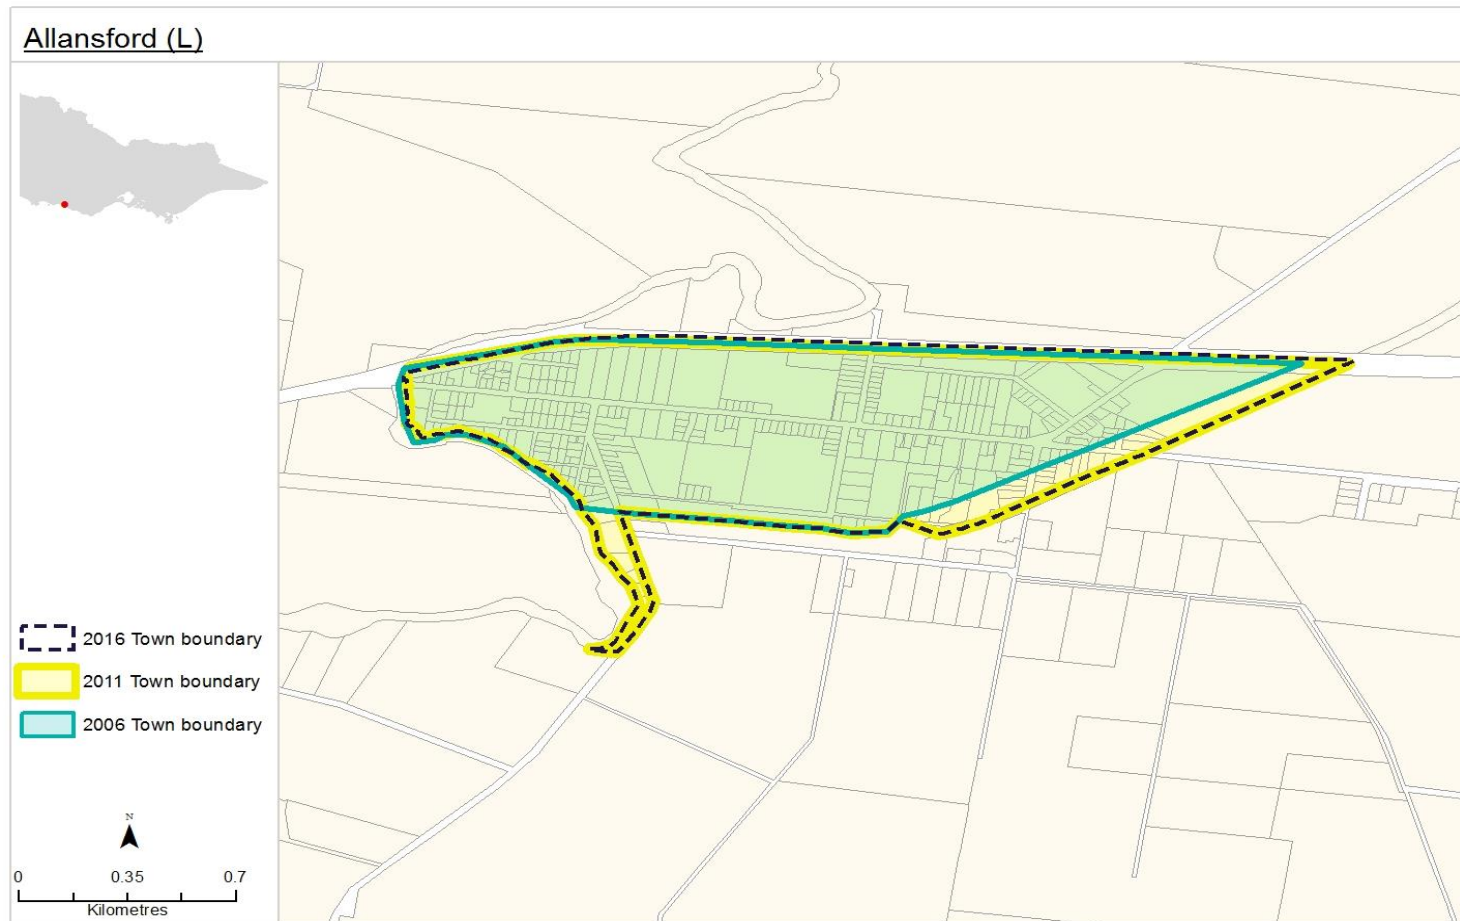 Allansford (L)
2016 Town boundary
2011 Town boundary
2006 Town boundary
N
0 0.35 0.7
Kilometres